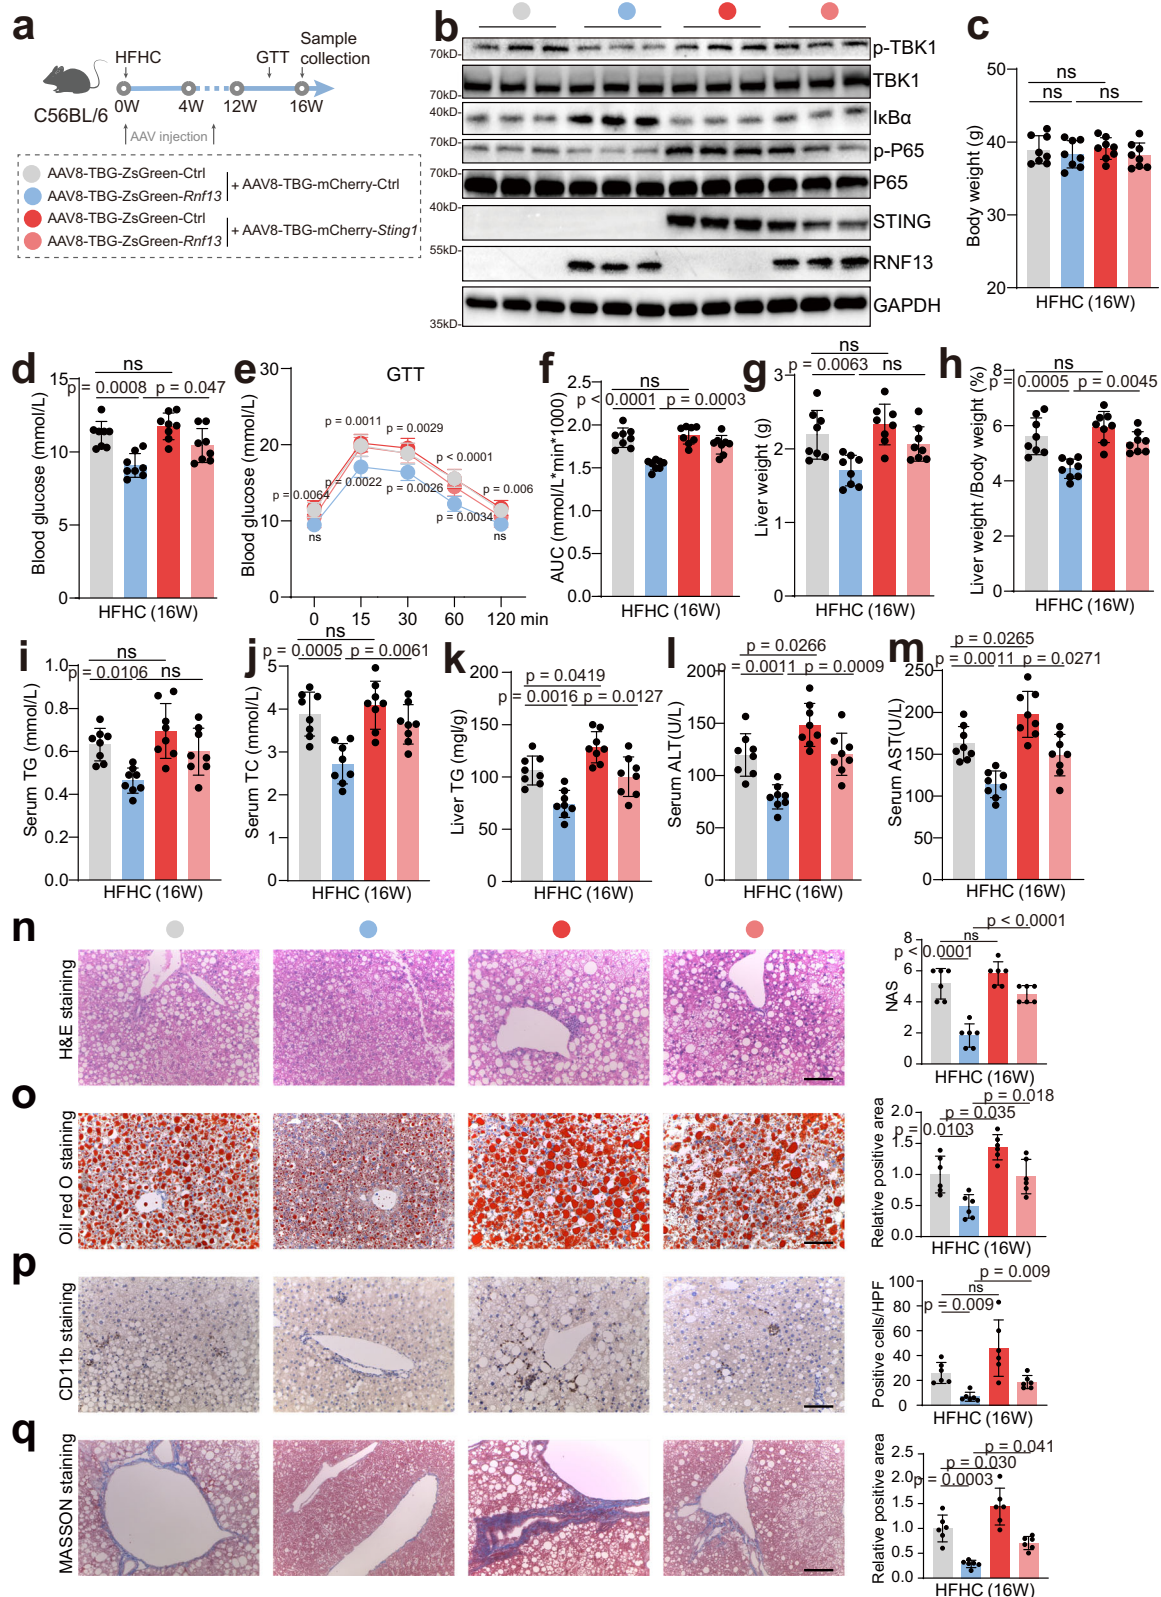 a
HFHC
GTT
Sample
collection
C56BL/6
0W
4W
12W
16W
AAV injection
AAV8-TBG-ZsGreen-Ctrl
AAV8-TBG-ZsGreen-Rnf13
+ AAV8-TBG-mCherry-Ctrl
AAV8-TBG-ZsGreen-Ctrl
AAV8-TBG-ZsGreen-Rnf13
+ AAV8-TBG-mCherry-Sting1
b
70kD-
p-TBK1
TBK1
70kD-
40kD-
IκBα
70kD-
p-P65
70kD-
P65
40kD-
STING
55kD-
RNF13
GAPDH
35kD-
c
Body weight (g)
50
40
30
20
ns
ns
ns
HFHC (16W)
d
Blood glucose (mmol/L)
15
10
5
0
ns
p = 0.0008
p = 0.047
HFHC (16W)
e
GTT
Blood glucose (mmol/L)
30
20
10
0
p = 0.0011
p = 0.0029
p < 0.0001
p = 0.0064
p = 0.0022
p = 0.0026
p = 0.006
p = 0.0034
ns
ns
0
15
30
60
120 min
f
AUC (mmol/L*min*1000)
2.5
2.0
1.5
1.0
0.5
0.0
ns
p < 0.0001
p = 0.0003
HFHC (16W)
g
Liver weight (g)
3
2
1
0
ns
p = 0.0063
ns
HFHC (16W)
h
Liver weight /Body weight (%)
8
6
4
2
0
ns
p = 0.0005
p = 0.0045
HFHC (16W)
i
Serum TG (mmol/L)
1.0
0.8
0.6
0.4
0.2
0.0
ns
p = 0.0106
ns
HFHC (16W)
j
Serum TC (mmol/L)
5
4
3
2
1
0
ns
p = 0.0005
p = 0.0061
HFHC (16W)
k
Liver TG (mgl/g)
200
150
100
50
0
p = 0.0419
p = 0.0016
p = 0.0127
HFHC (16W)
l
Serum ALT(U/L)
200
150
100
50
0
p = 0.0266
p = 0.0011
p = 0.0009
HFHC (16W)
m
Serum AST(U/L)
250
200
150
100
50
0
p = 0.0265
p = 0.0011
p = 0.0271
HFHC (16W)
n
H&E staining
NAS
8
6
4
2
0
p < 0.0001
ns
p < 0.0001
HFHC (16W)
o
Oil red O staining
Relative positive area
2.0
1.5
1.0
0.5
0.0
p = 0.018
p = 0.035
p = 0.0103
HFHC (16W)
p
CD11b staining
Positive cells/HPF
100
80
60
40
20
0
p = 0.009
ns
p = 0.009
HFHC (16W)
q
MASSON staining
Relative positive area
2.5
2.0
1.5
1.0
0.5
0.0
p = 0.041
p = 0.030
p = 0.0003
HFHC (16W)